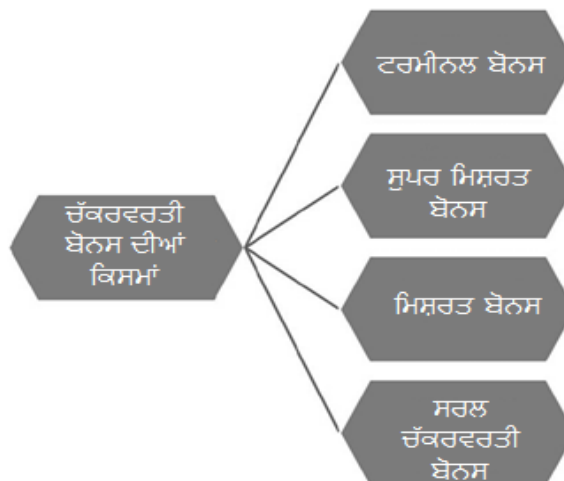 ਚੱਕਰਵਰਤੀ
ਬੋਨਸ ਦੀਆਂ
ਕਿਸਮਾਂ
ਟਰਮੀਨਲ ਬੋਨਸ
ਸੁਪਰ ਮਿਸ਼ਰਤ
ਬੋਨਸ
ਮਿਸ਼ਰਤ ਬੋਨਸ
ਸਰਲ
ਚੱਕਰਵਰਤੀ
ਬੋਨਸ